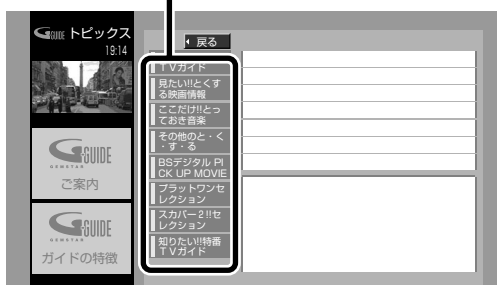 GGUIDE トピックス
19:14
戻る
TVガイド
見たい!!とくす
る映画情報
ここだけ!!とっ
ておき音楽
その他のと・く
・す・る
BSデジタル PI
CK UP MOVIE
プラットワンセ
レクション
スカパー2!!セ
レクション
知りたい!!特番
TVガイド
GGUIDE
GEMSTAR
ご案内
GGUIDE
GEMSTAR
ガイドの特徴